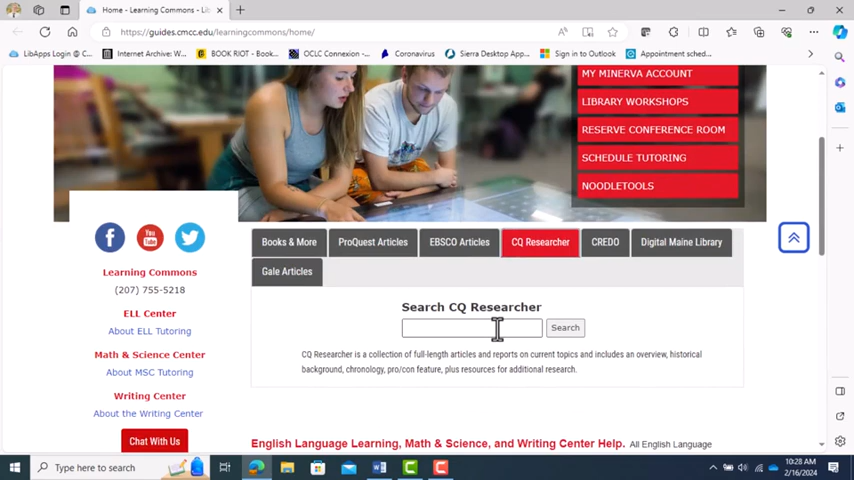 Home - Learning Commons - Lib
https://guides.cmcc.edu/learningcommons/home/
LibApps Login @ C...
Internet Archive: W...
BOOK RIOT - Book...
OCLC Connexion -...
Coronavirus
Sierra Desktop App...
Sign in to Outlook
Appointment sched...
MY MINERVA ACCOUNT
LIBRARY WORKSHOPS
RESERVE CONFERENCE ROOM
SCHEDULE TUTORING
NOODLETOOLS
Books & More
ProQuest Articles
EBSCO Articles
CQ Researcher
CREDO
Digital Maine Library
Gale Articles
Learning Commons
(207) 755-5218
ELL Center
About ELL Tutoring
Math & Science Center
About MSC Tutoring
Writing Center
About the Writing Center
Chat With Us
Search CQ Researcher
Search
CQ Researcher is a collection of full-length articles and reports on current topics and includes an overview, historical
background, chronology, pro/con feature, plus resources for additional research.
English Language Learning, Math & Science, and Writing Center Help. All English Language
Type here to search
10:28 AM
2/16/2024